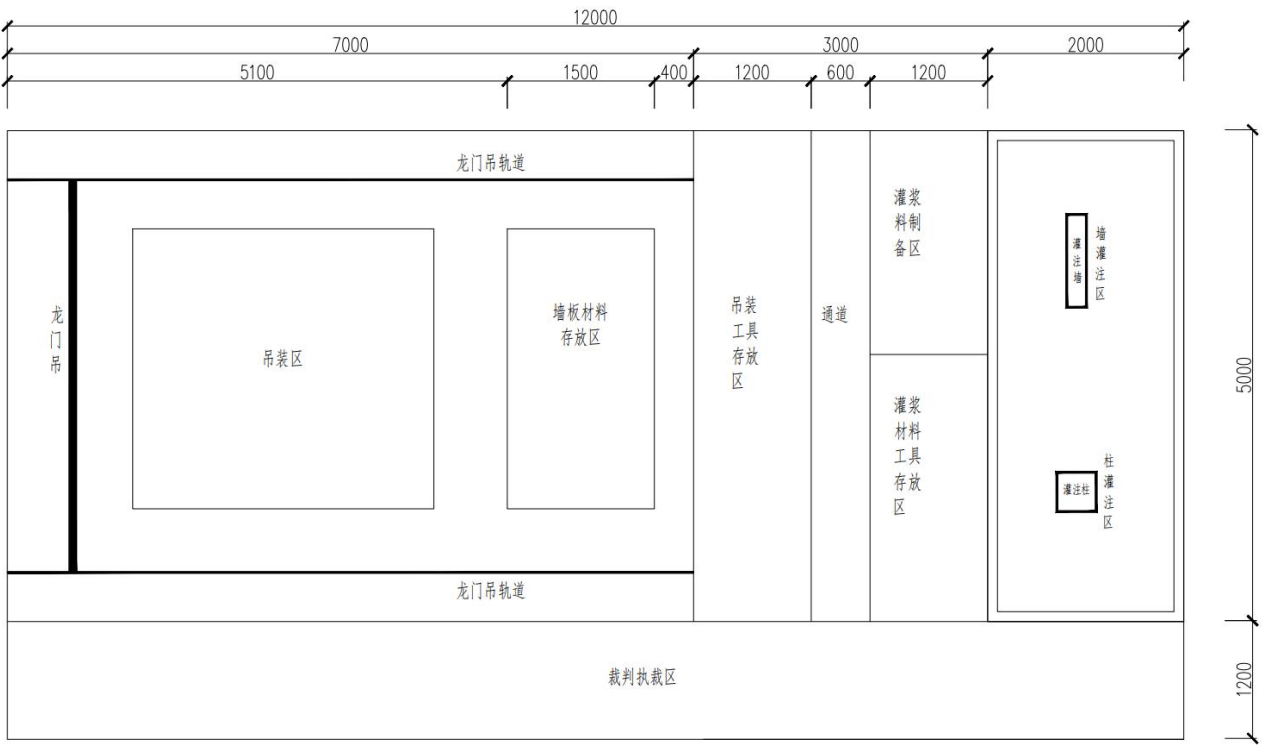 12000
7000
3000
2000
5100
1500
400
1200
600
1200
龙门吊轨道
龙
门
吊
吊装区
墙板材料
存放区
吊装
工具
存放
区
通道
灌浆
料制
备区
灌浆
材料
工具
存放
区
灌
注
墙
墙
灌
注
区
灌注柱
柱
灌
注
区
龙门吊轨道
裁判执裁区
5000
1200